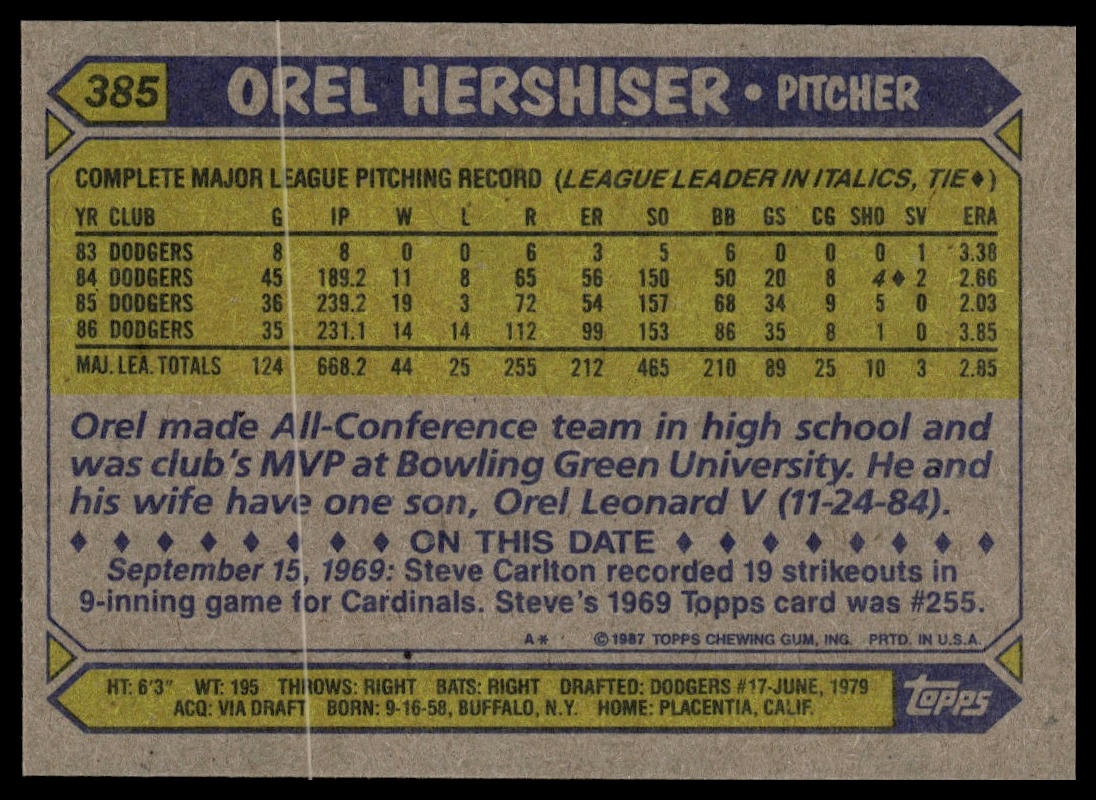 385 OREL HERSHISER • PITCHER
COMPLETE MAJOR LEAGUE PITCHING RECORD (LEAGUE LEADER IN ITALICS, TIE♦)
YR CLUB G IP W L R ER SO BB GS CG SHO SV ERA
83 DODGERS 8 8 0 0 6 3 5 6 0 0 0 1 3.38
84 DODGERS 45 189.2 11 8 65 56 150 50 20 8 4♦ 2 2.66
85 DODGERS 36 239.2 19 3 72 54 157 68 34 9 5 0 2.03
86 DODGERS 35 231.1 14 14 112 99 153 86 35 8 1 0 3.85
MAJ. LEA. TOTALS 124 668.2 44 25 255 212 465 210 89 25 10 3 2.85
Orel made All-Conference team in high school and
was club's MVP at Bowling Green University. He and
his wife have one son, Orel Leonard V (11-24-84).
♦ ♦ ♦ ♦ ♦ ♦ ♦ ♦ ON THIS DATE ♦ ♦ ♦ ♦ ♦ ♦ ♦ ♦
September 15, 1969: Steve Carlton recorded 19 strikeouts in
9-inning game for Cardinals. Steve's 1969 Topps card was #255.
A* ©1987 TOPPS CHEWING GUM, INC. PRTD. IN U.S.A.
HT: 6'3" WT: 195 THROWS: RIGHT BATS: RIGHT DRAFTED: DODGERS #17-JUNE, 1979
ACQ: VIA DRAFT BORN: 9-16-58, BUFFALO, N.Y. HOME: PLACENTIA, CALIF.
topps